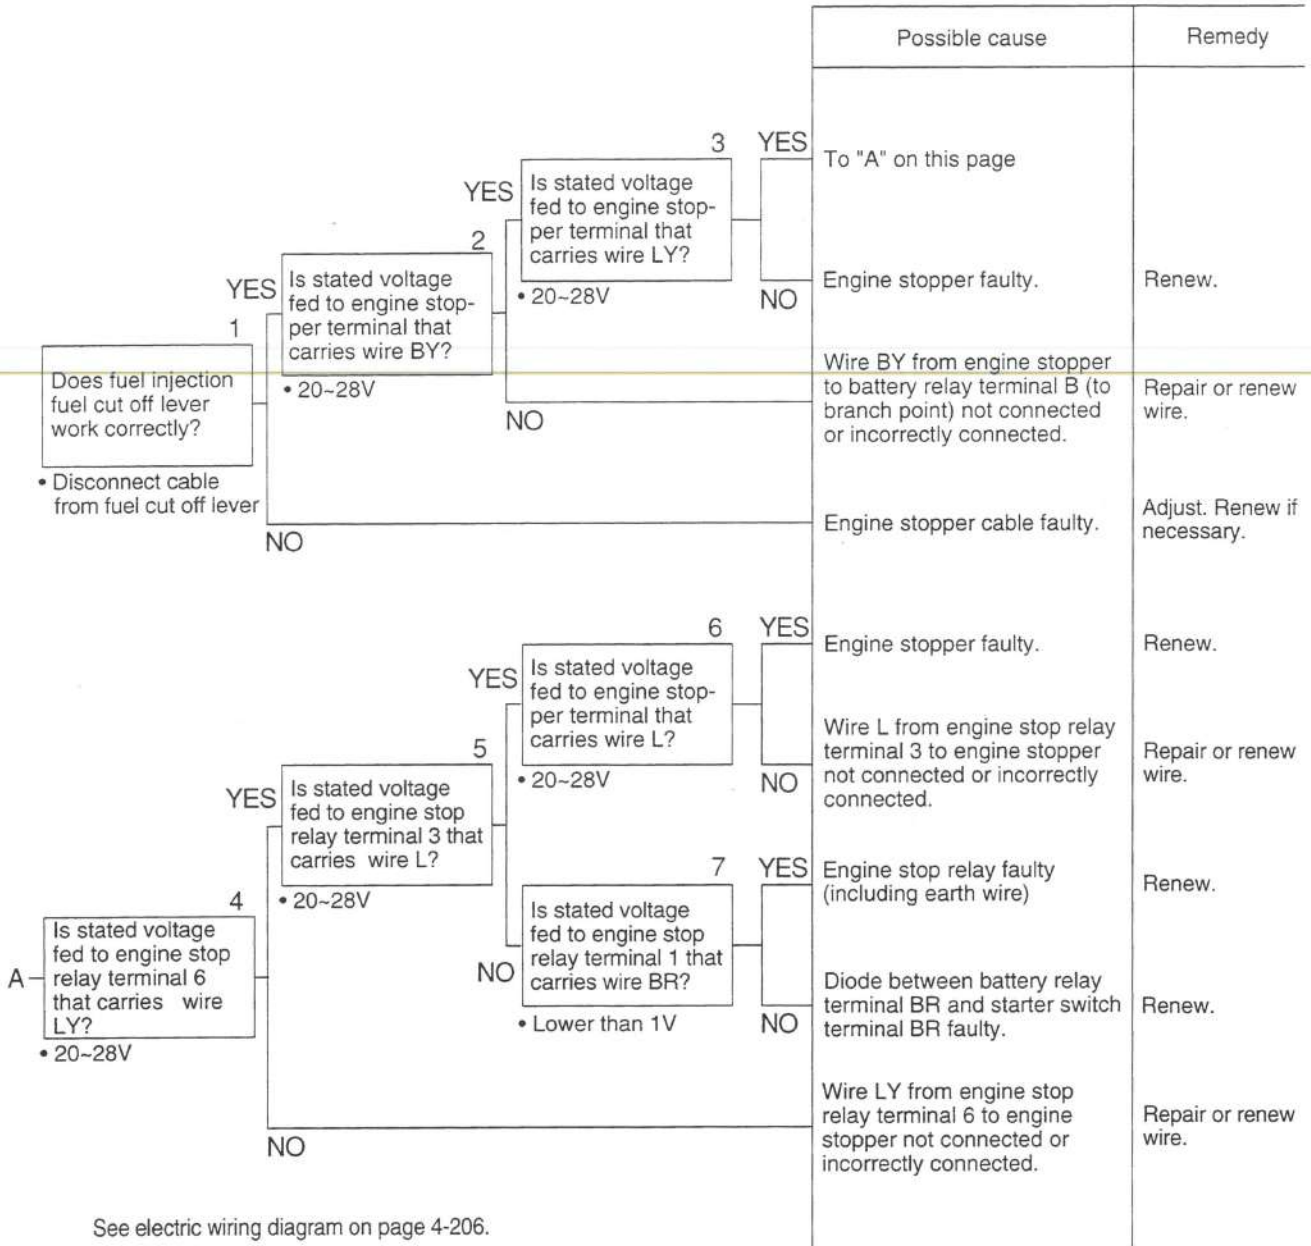 Possible cause
Remedy
3
YES
To "A" on this page
YES
Is stated voltage
fed to engine stop-
per terminal that
carries wire LY?
• 20~28V
NO
Engine stopper faulty.
Renew.
2
YES
Is stated voltage
fed to engine stop-
per terminal that
carries wire BY?
• 20~28V
NO
Wire BY from engine stopper
to battery relay terminal B (to
branch point) not connected
or incorrectly connected.
Repair or renew
wire.
1
Does fuel injection
fuel cut off lever
work correctly?
• Disconnect cable
from fuel cut off lever
NO
Engine stopper cable faulty.
Adjust. Renew if
necessary.
6
YES
Engine stopper faulty.
Renew.
YES
Is stated voltage
fed to engine stop-
per terminal that
carries wire L?
• 20~28V
NO
Wire L from engine stop relay
terminal 3 to engine stopper
not connected or incorrectly
connected.
Repair or renew
wire.
5
YES
Is stated voltage
fed to engine stop
relay terminal 3 that
carries wire L?
• 20~28V
7
YES
Engine stop relay faulty
(including earth wire)
Renew.
NO
Is stated voltage
fed to engine stop
relay terminal 1 that
carries wire BR?
• Lower than 1V
NO
Diode between battery relay
terminal BR and starter switch
terminal BR faulty.
Renew.
4
A
Is stated voltage
fed to engine stop
relay terminal 6
that carries wire
LY?
• 20~28V
NO
Wire LY from engine stop
relay terminal 6 to engine
stopper not connected or
incorrectly connected.
Repair or renew
wire.
See electric wiring diagram on page 4-206.